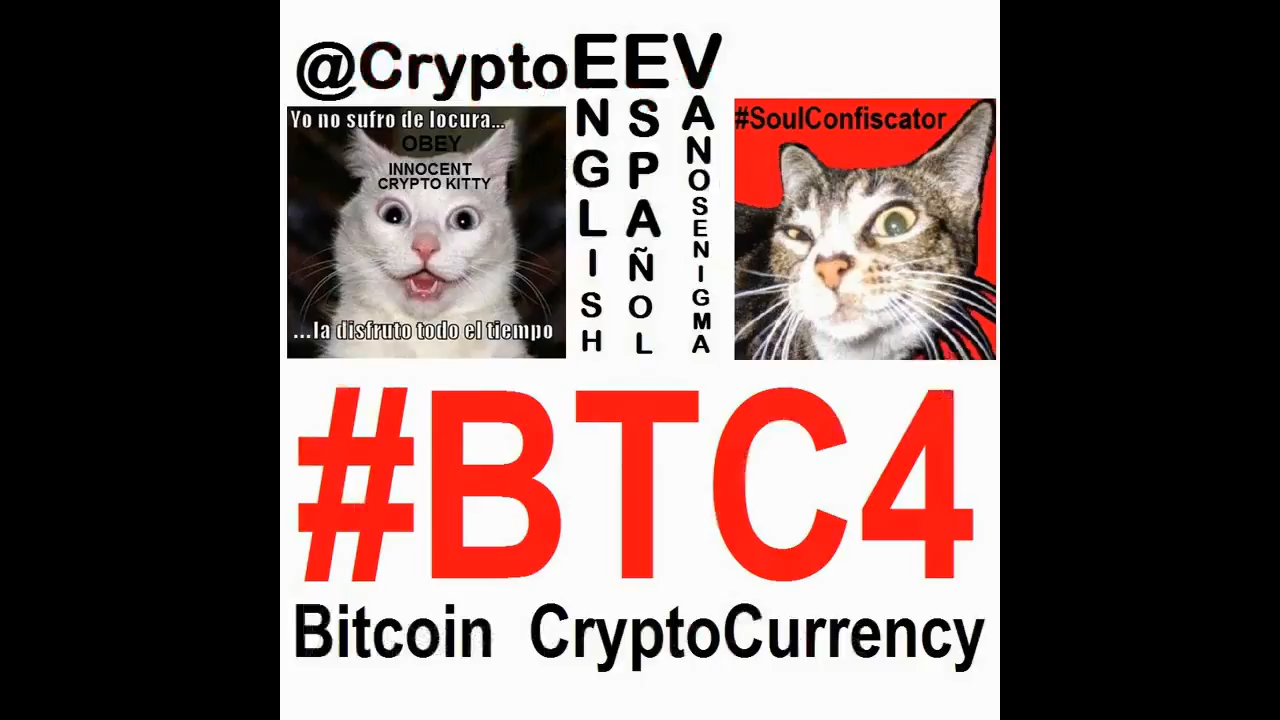 @CryptoEEV
ENGLISH
ESPAÑOL
VANOSENIGMA
Yo no sufro de locura...
OBEY
INNOCENT
CRYPTO KITTY
...la disfruto todo el tiempo
#SoulConfiscator
#BTC4
Bitcoin CryptoCurrency